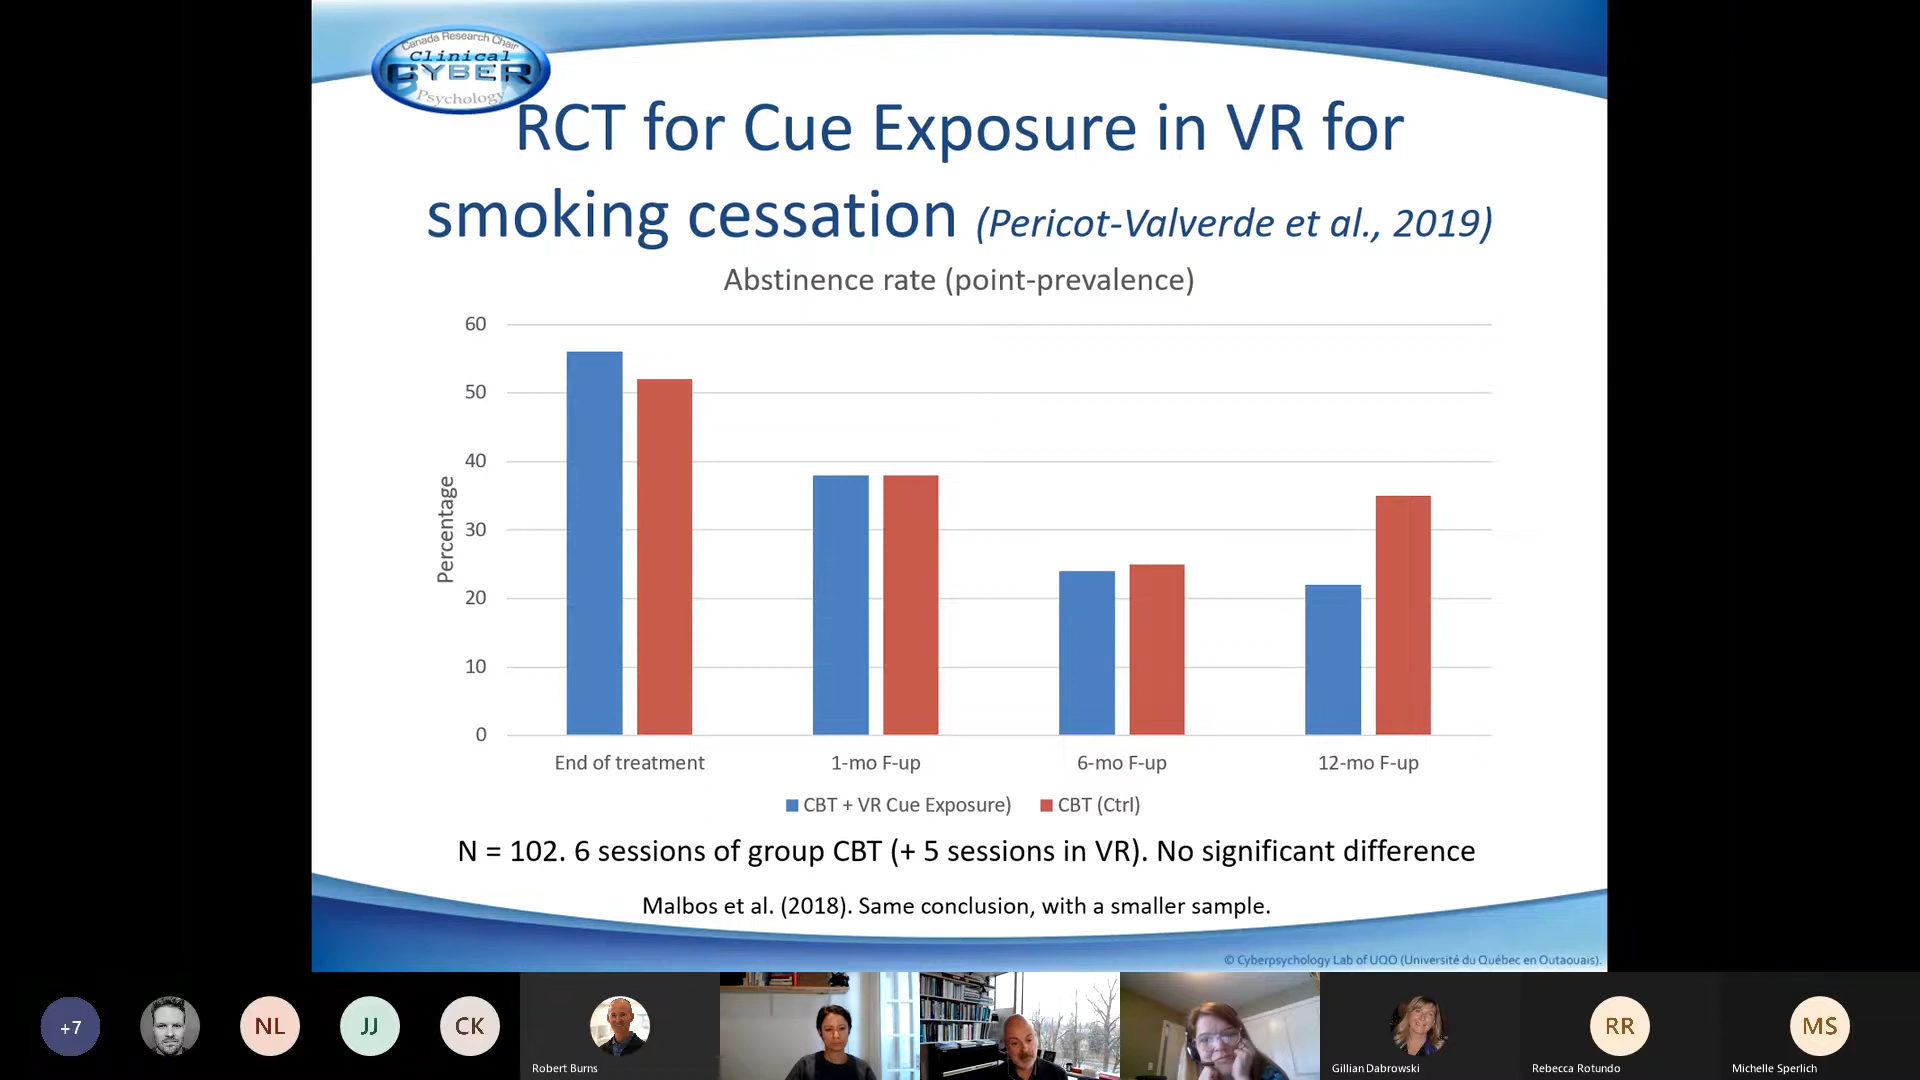 Canada Research Chair
Clinical
CYBER
Psychology
RCT for Cue Exposure in VR for
smoking cessation (Pericot-Valverde et al., 2019)
Abstinence rate (point-prevalence)
60
50
40
30
20
10
0
Percentage
End of treatment 1-mo F-up 6-mo F-up 12-mo F-up
CBT + VR Cue Exposure) CBT (Ctrl)
N = 102. 6 sessions of group CBT (+ 5 sessions in VR). No significant difference
Malbos et al. (2018). Same conclusion, with a smaller sample.
© Cyberpsychology Lab of UQO (Université du Québec en Outaouais).
+7 NL JJ CK RR MS
Robert Burns Gillian Dabrowski Rebecca Rotundo Michelle Sperlich